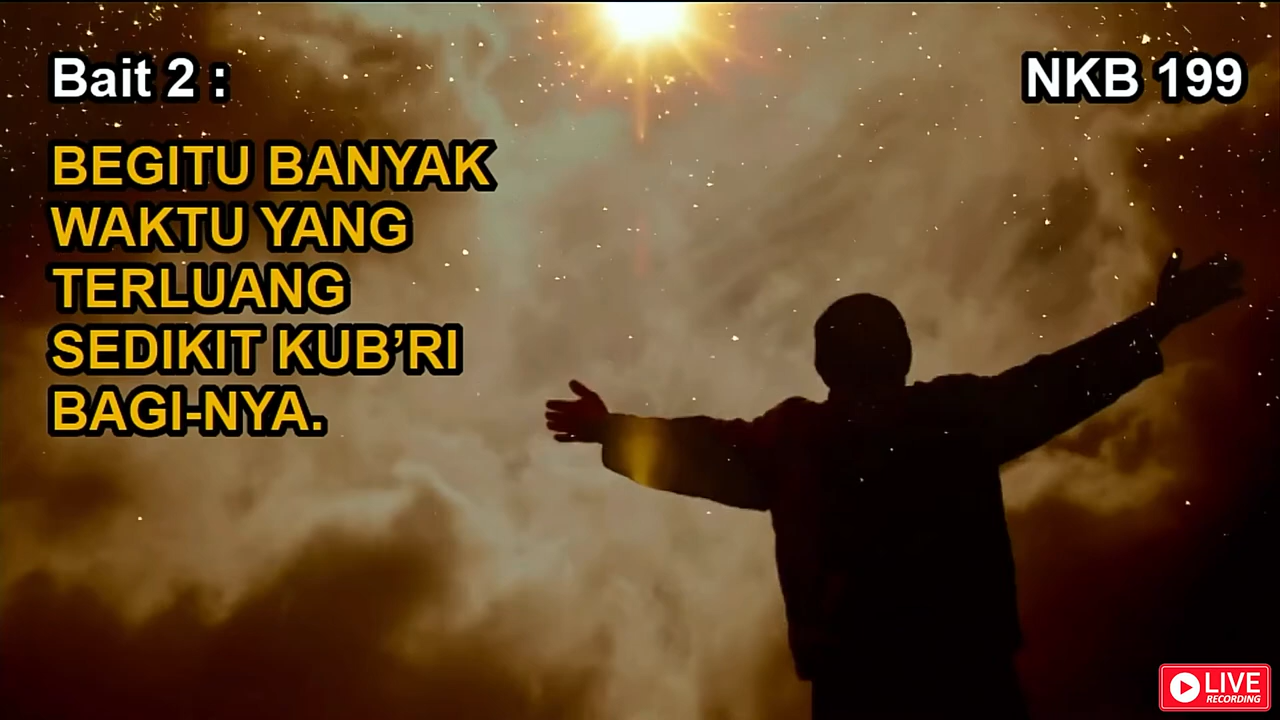 Bait 2 :
NKB 199
BEGITU BANYAK
WAKTU YANG
TERLUANG
SEDIKIT KUB’RI
BAGI-NYA.
LIVE
RECORDING